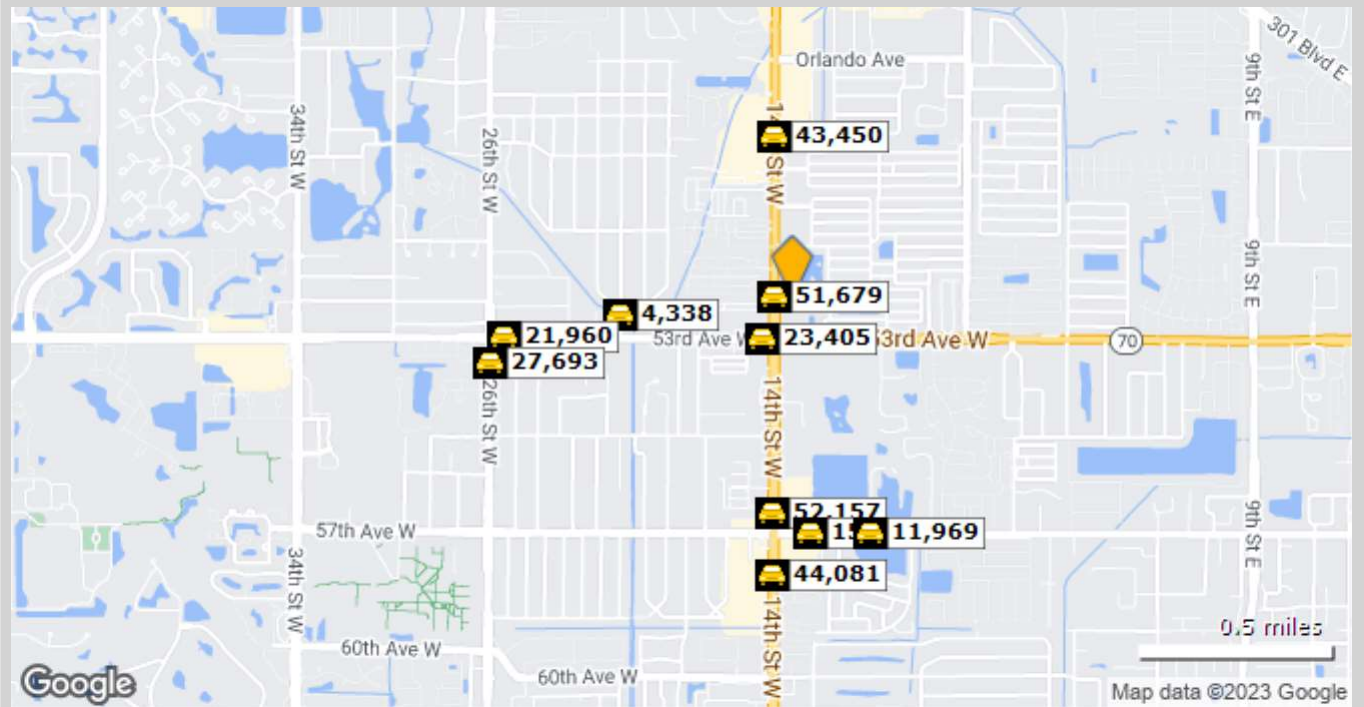 301 Blvd E
Orlando Ave
9th St E
34th St W
26th St W
43,450
St W
9th St E
51,679
4,338
21,960
53rd Ave
23,405
53rd Ave W
70
27,693
26th St W
14th St W
52,157
11,969
57th Ave W
9th St E
44,081
34th St W
14th St W
0.5 miles
60th Ave W
60th Ave W
Google
Map data ©2023 Google